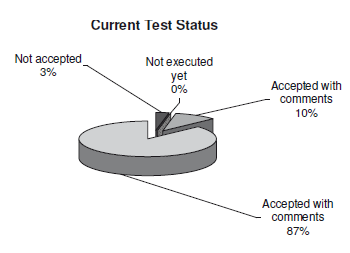 Current Test Status
Not accepted
3%
Not executed
yet
0%
Accepted with
comments
10%
Accepted with
comments
87%